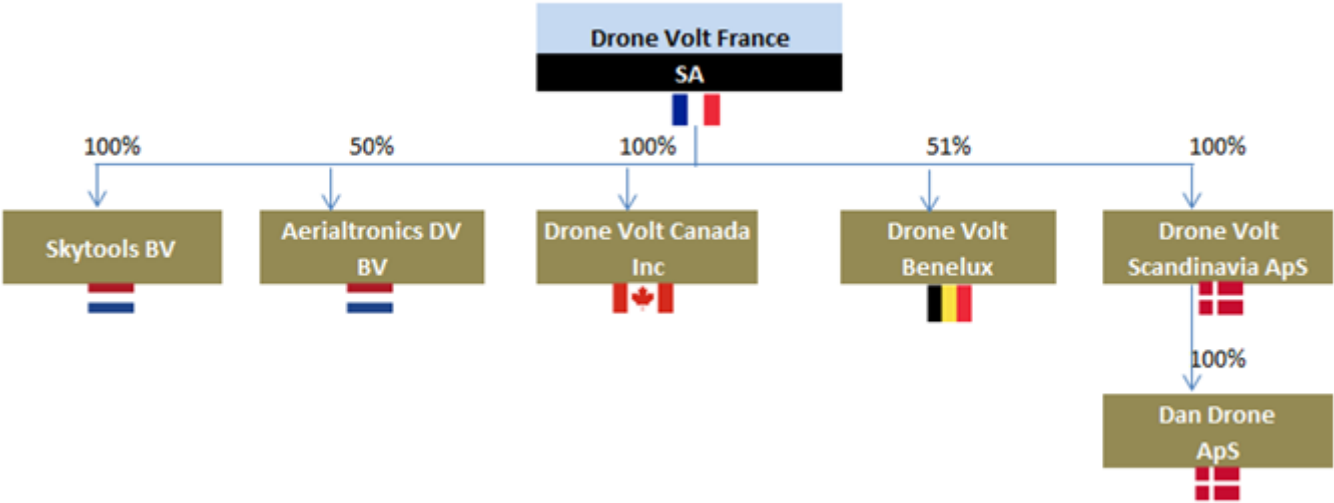 Drone Volt France
SA
100%
50%
100%
51%
100%
Skytools BV
Aerialtronics DV
BV
Drone Volt Canada
Inc
Drone Volt
Benelux
Drone Volt
Scandinavia ApS
100%
Dan Drone
ApS